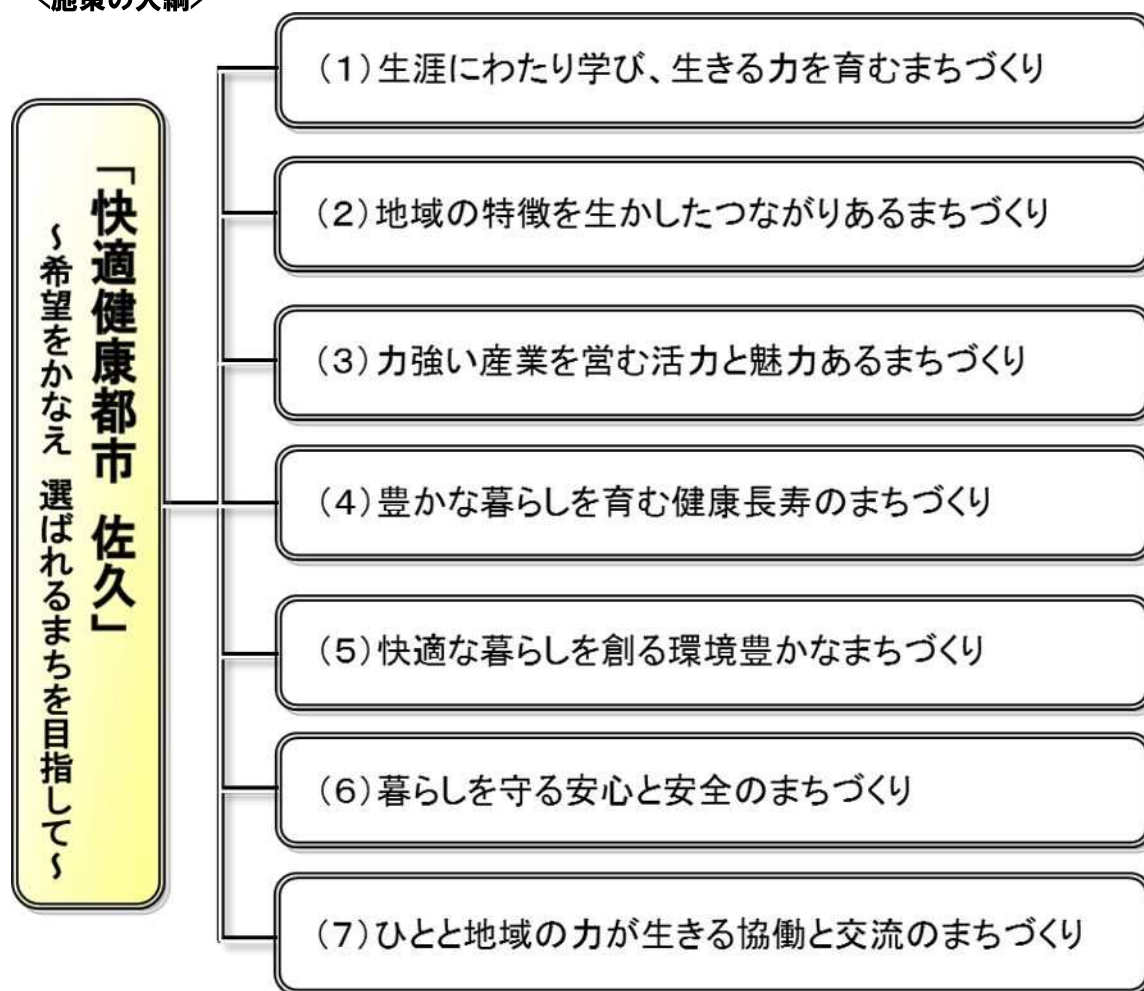 <施策の大綱>
「快適健康都市 佐久」
～希望をかなえ 選ばれるまちを目指して～
（1）生涯にわたり学び、生きる力を育むまちづくり
（2）地域の特徴を生かしたつながりあるまちづくり
（3）力強い産業を営む活力と魅力あるまちづくり
（4）豊かな暮らしを育む健康長寿のまちづくり
（5）快適な暮らしを創る環境豊かなまちづくり
（6）暮らしを守る安心と安全のまちづくり
（7）ひとと地域の力が生きる協働と交流のまちづくり